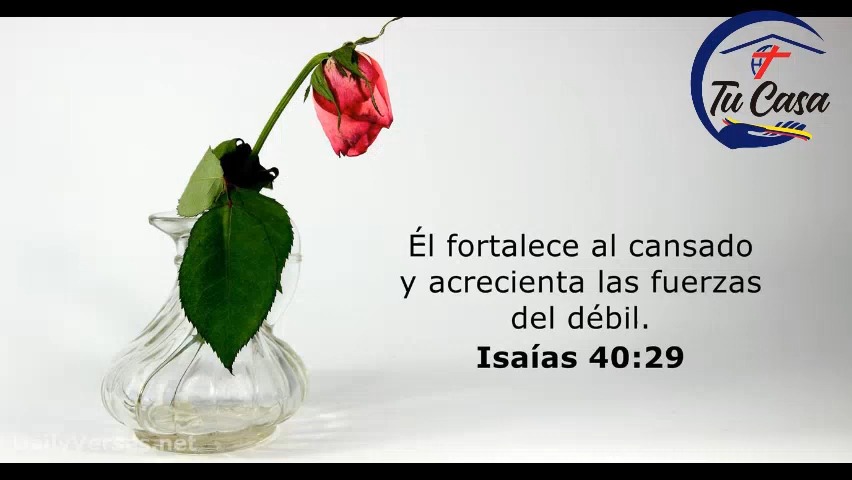 Tu Casa
Él fortalece al cansado
y acrecienta las fuerzas
del débil.
Isaías 40:29
DailyVerses.net